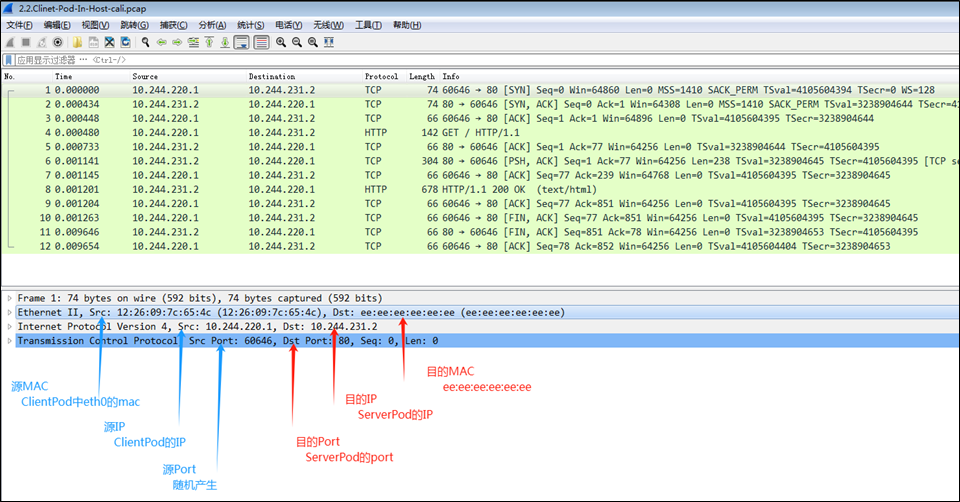 2.2.Clinet-Pod-In-Host-cali.pcap
文件(F) 编辑(E) 视图(V) 跳转(G) 捕获(C) 分析(A) 统计(S) 电话(Y) 无线(W) 工具(T) 帮助(H)
应用显示过滤器 … <Ctrl-/>
No. Time Source Destination Protocol Length Info
1 0.000000 10.244.220.1 10.244.231.2 TCP 74 60646 → 80 [SYN] Seq=0 Win=64860 Len=0 MSS=1410 SACK_PERM TSval=4105604394 TSecr=0 WS=128
2 0.000434 10.244.231.2 10.244.220.1 TCP 74 80 → 60646 [SYN, ACK] Seq=0 Ack=1 Win=64308 Len=0 MSS=1410 SACK_PERM TSval=3238904644 TSecr=4
3 0.000448 10.244.220.1 10.244.231.2 TCP 66 60646 → 80 [ACK] Seq=1 Ack=1 Win=64896 Len=0 TSval=4105604395 TSecr=3238904644
4 0.000480 10.244.220.1 10.244.231.2 HTTP 142 GET / HTTP/1.1
5 0.000733 10.244.231.2 10.244.220.1 TCP 66 80 → 60646 [ACK] Seq=1 Ack=77 Win=64256 Len=0 TSval=3238904644 TSecr=4105604395
6 0.001141 10.244.231.2 10.244.220.1 TCP 304 80 → 60646 [PSH, ACK] Seq=1 Ack=77 Win=64256 Len=238 TSval=3238904645 TSecr=4105604395 [TCP se
7 0.001145 10.244.220.1 10.244.231.2 TCP 66 60646 → 80 [ACK] Seq=77 Ack=239 Win=64768 Len=0 TSval=4105604395 TSecr=3238904645
8 0.001201 10.244.231.2 10.244.220.1 HTTP 678 HTTP/1.1 200 OK (text/html)
9 0.001204 10.244.220.1 10.244.231.2 TCP 66 60646 → 80 [ACK] Seq=77 Ack=851 Win=64256 Len=0 TSval=4105604395 TSecr=3238904645
10 0.001263 10.244.220.1 10.244.231.2 TCP 66 60646 → 80 [FIN, ACK] Seq=77 Ack=851 Win=64256 Len=0 TSval=4105604395 TSecr=3238904645
11 0.009646 10.244.231.2 10.244.220.1 TCP 66 80 → 60646 [FIN, ACK] Seq=851 Ack=78 Win=64256 Len=0 TSval=3238904653 TSecr=4105604395
12 0.009654 10.244.220.1 10.244.231.2 TCP 66 60646 → 80 [ACK] Seq=78 Ack=852 Win=64256 Len=0 TSval=4105604404 TSecr=3238904653
Frame 1: 74 bytes on wire (592 bits), 74 bytes captured (592 bits)
Ethernet II, Src: 12:26:09:7c:65:4c (12:26:09:7c:65:4c), Dst: ee:ee:ee:ee:ee:ee (ee:ee:ee:ee:ee:ee)
Internet Protocol Version 4, Src: 10.244.220.1, Dst: 10.244.231.2
Transmission Control Protocol, Src Port: 60646, Dst Port: 80, Seq: 0, Len: 0
源MAC
ClientPod中eth0的mac
目的MAC
ee:ee:ee:ee:ee:ee
目的IP
ServerPod的IP
源IP
ClientPod的IP
目的Port
ServerPod的port
源Port
随机产生